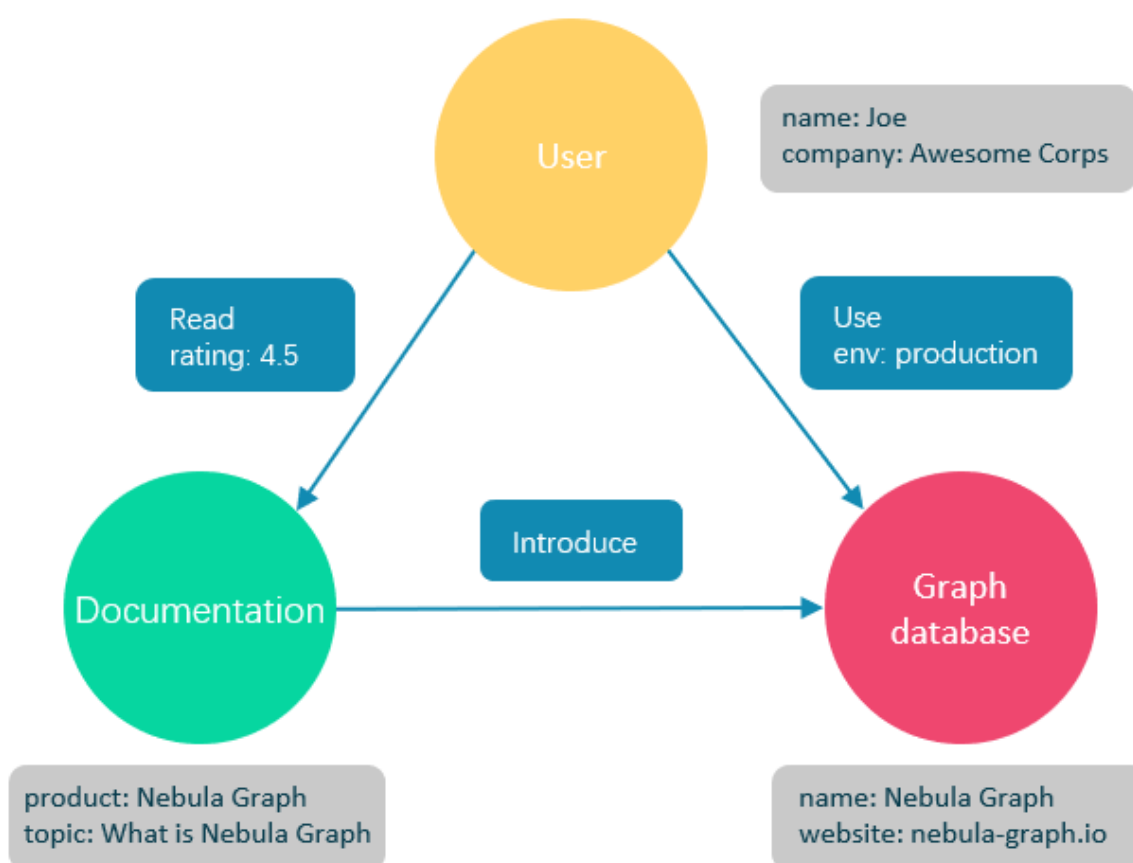 User
name: Joe
company: Awesome Corps
Read
rating: 4.5
Use
env: production
Introduce
Documentation
Graph
database
product: Nebula Graph
topic: What is Nebula Graph
name: Nebula Graph
website: nebula-graph.io